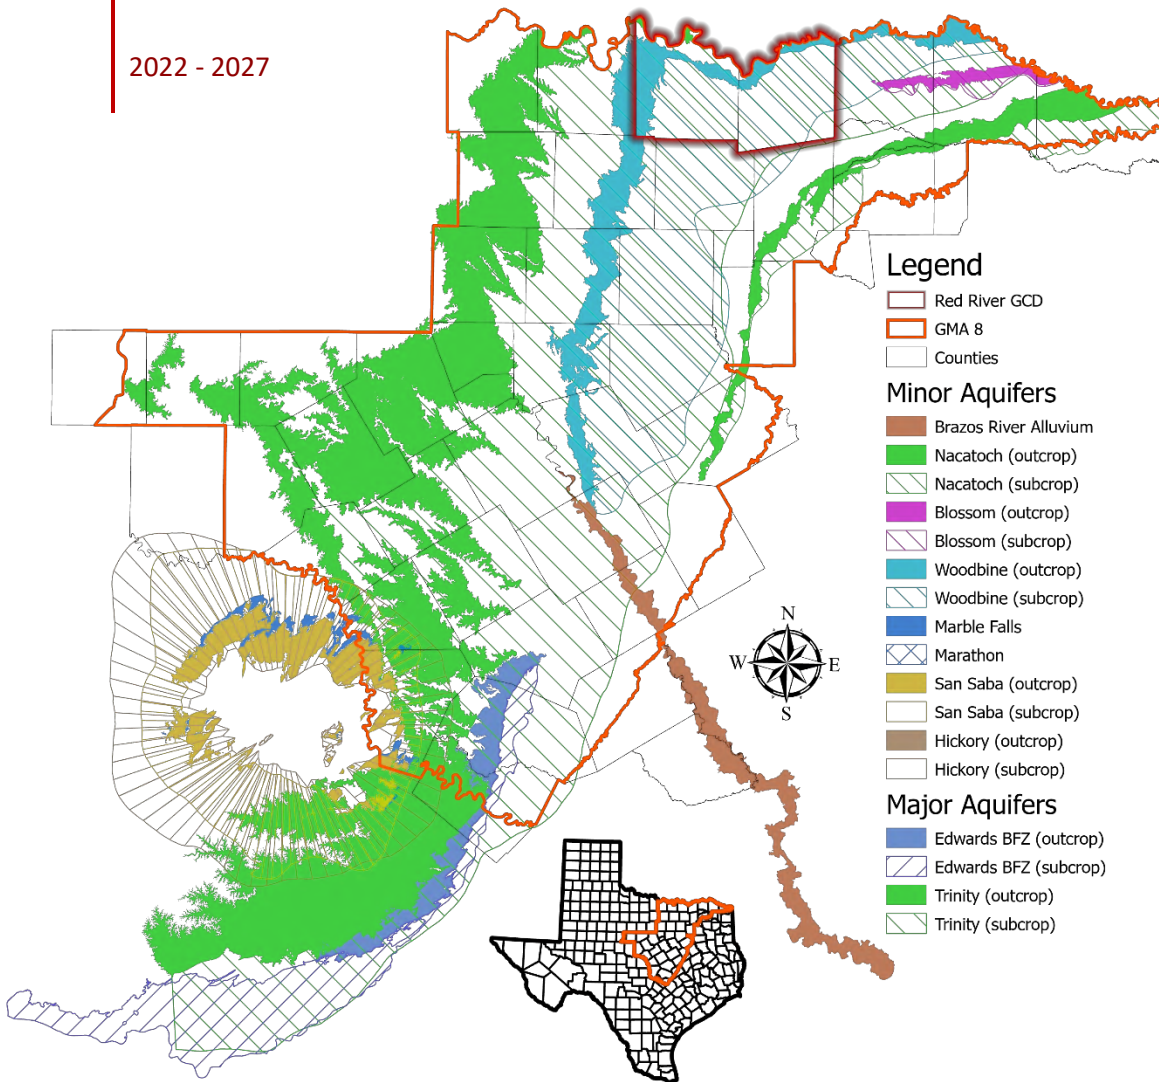 2022 - 2027
Legend
Red River GCD
GMA 8
Counties
Minor Aquifers
Brazos River Alluvium
Nacatoch (outcrop)
Nacatoch (subcrop)
Blossom (outcrop)
Blossom (subcrop)
Woodbine (outcrop)
Woodbine (subcrop)
Marble Falls
Marathon
San Saba (outcrop)
San Saba (subcrop)
Hickory (outcrop)
Hickory (subcrop)
Major Aquifers
Edwards BFZ (outcrop)
Edwards BFZ (subcrop)
Trinity (outcrop)
Trinity (subcrop)
N
W
E
S